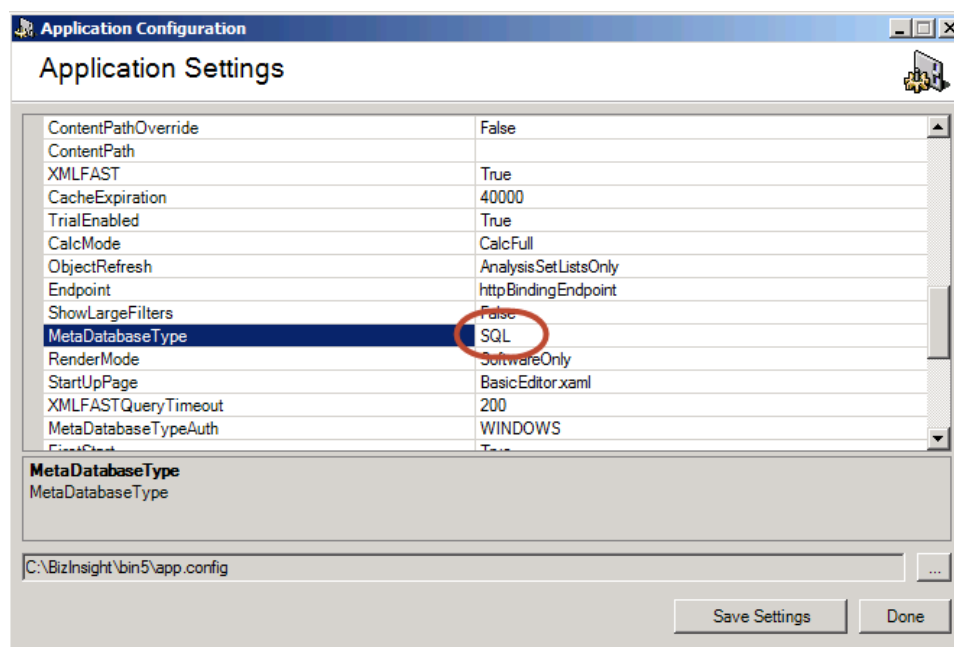 Application Configuration
Application Settings
ContentPathOverride False
ContentPath
XMLFAST True
CacheExpiration 40000
TrialEnabled True
CalcMode CalcFull
ObjectRefresh AnalysisSetListsOnly
Endpoint httpBindingEndpoint
ShowLargeFilters False
MetaDatabaseType SQL
RenderMode SoftwareOnly
StartUpPage BasicEditor.xaml
XMLFASTQueryTimeout 200
MetaDatabaseTypeAuth WINDOWS
FirstStart True
MetaDatabaseType
MetaDatabaseType
C:\BizInsight\bin5\app.config ...
Save Settings Done